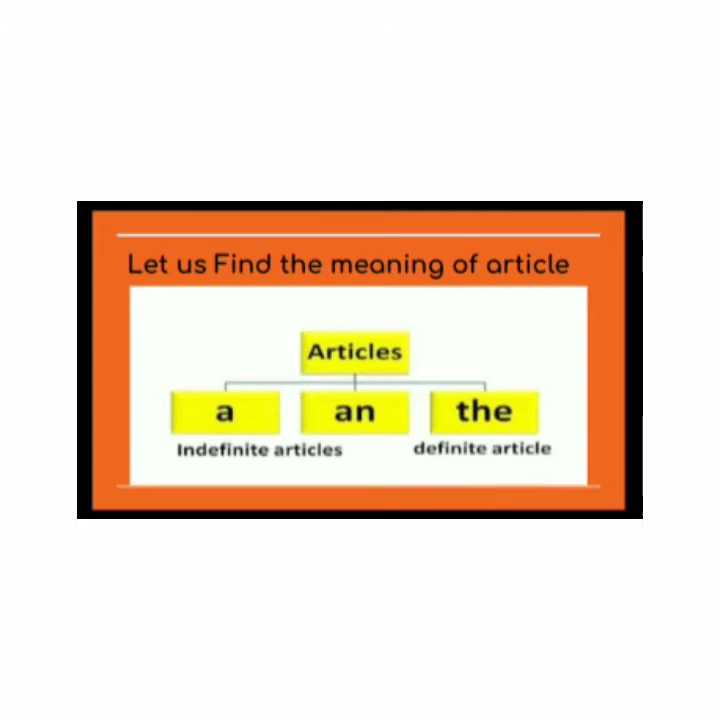 Let us Find the meaning of article
Articles
a an the
Indefinite articles definite article